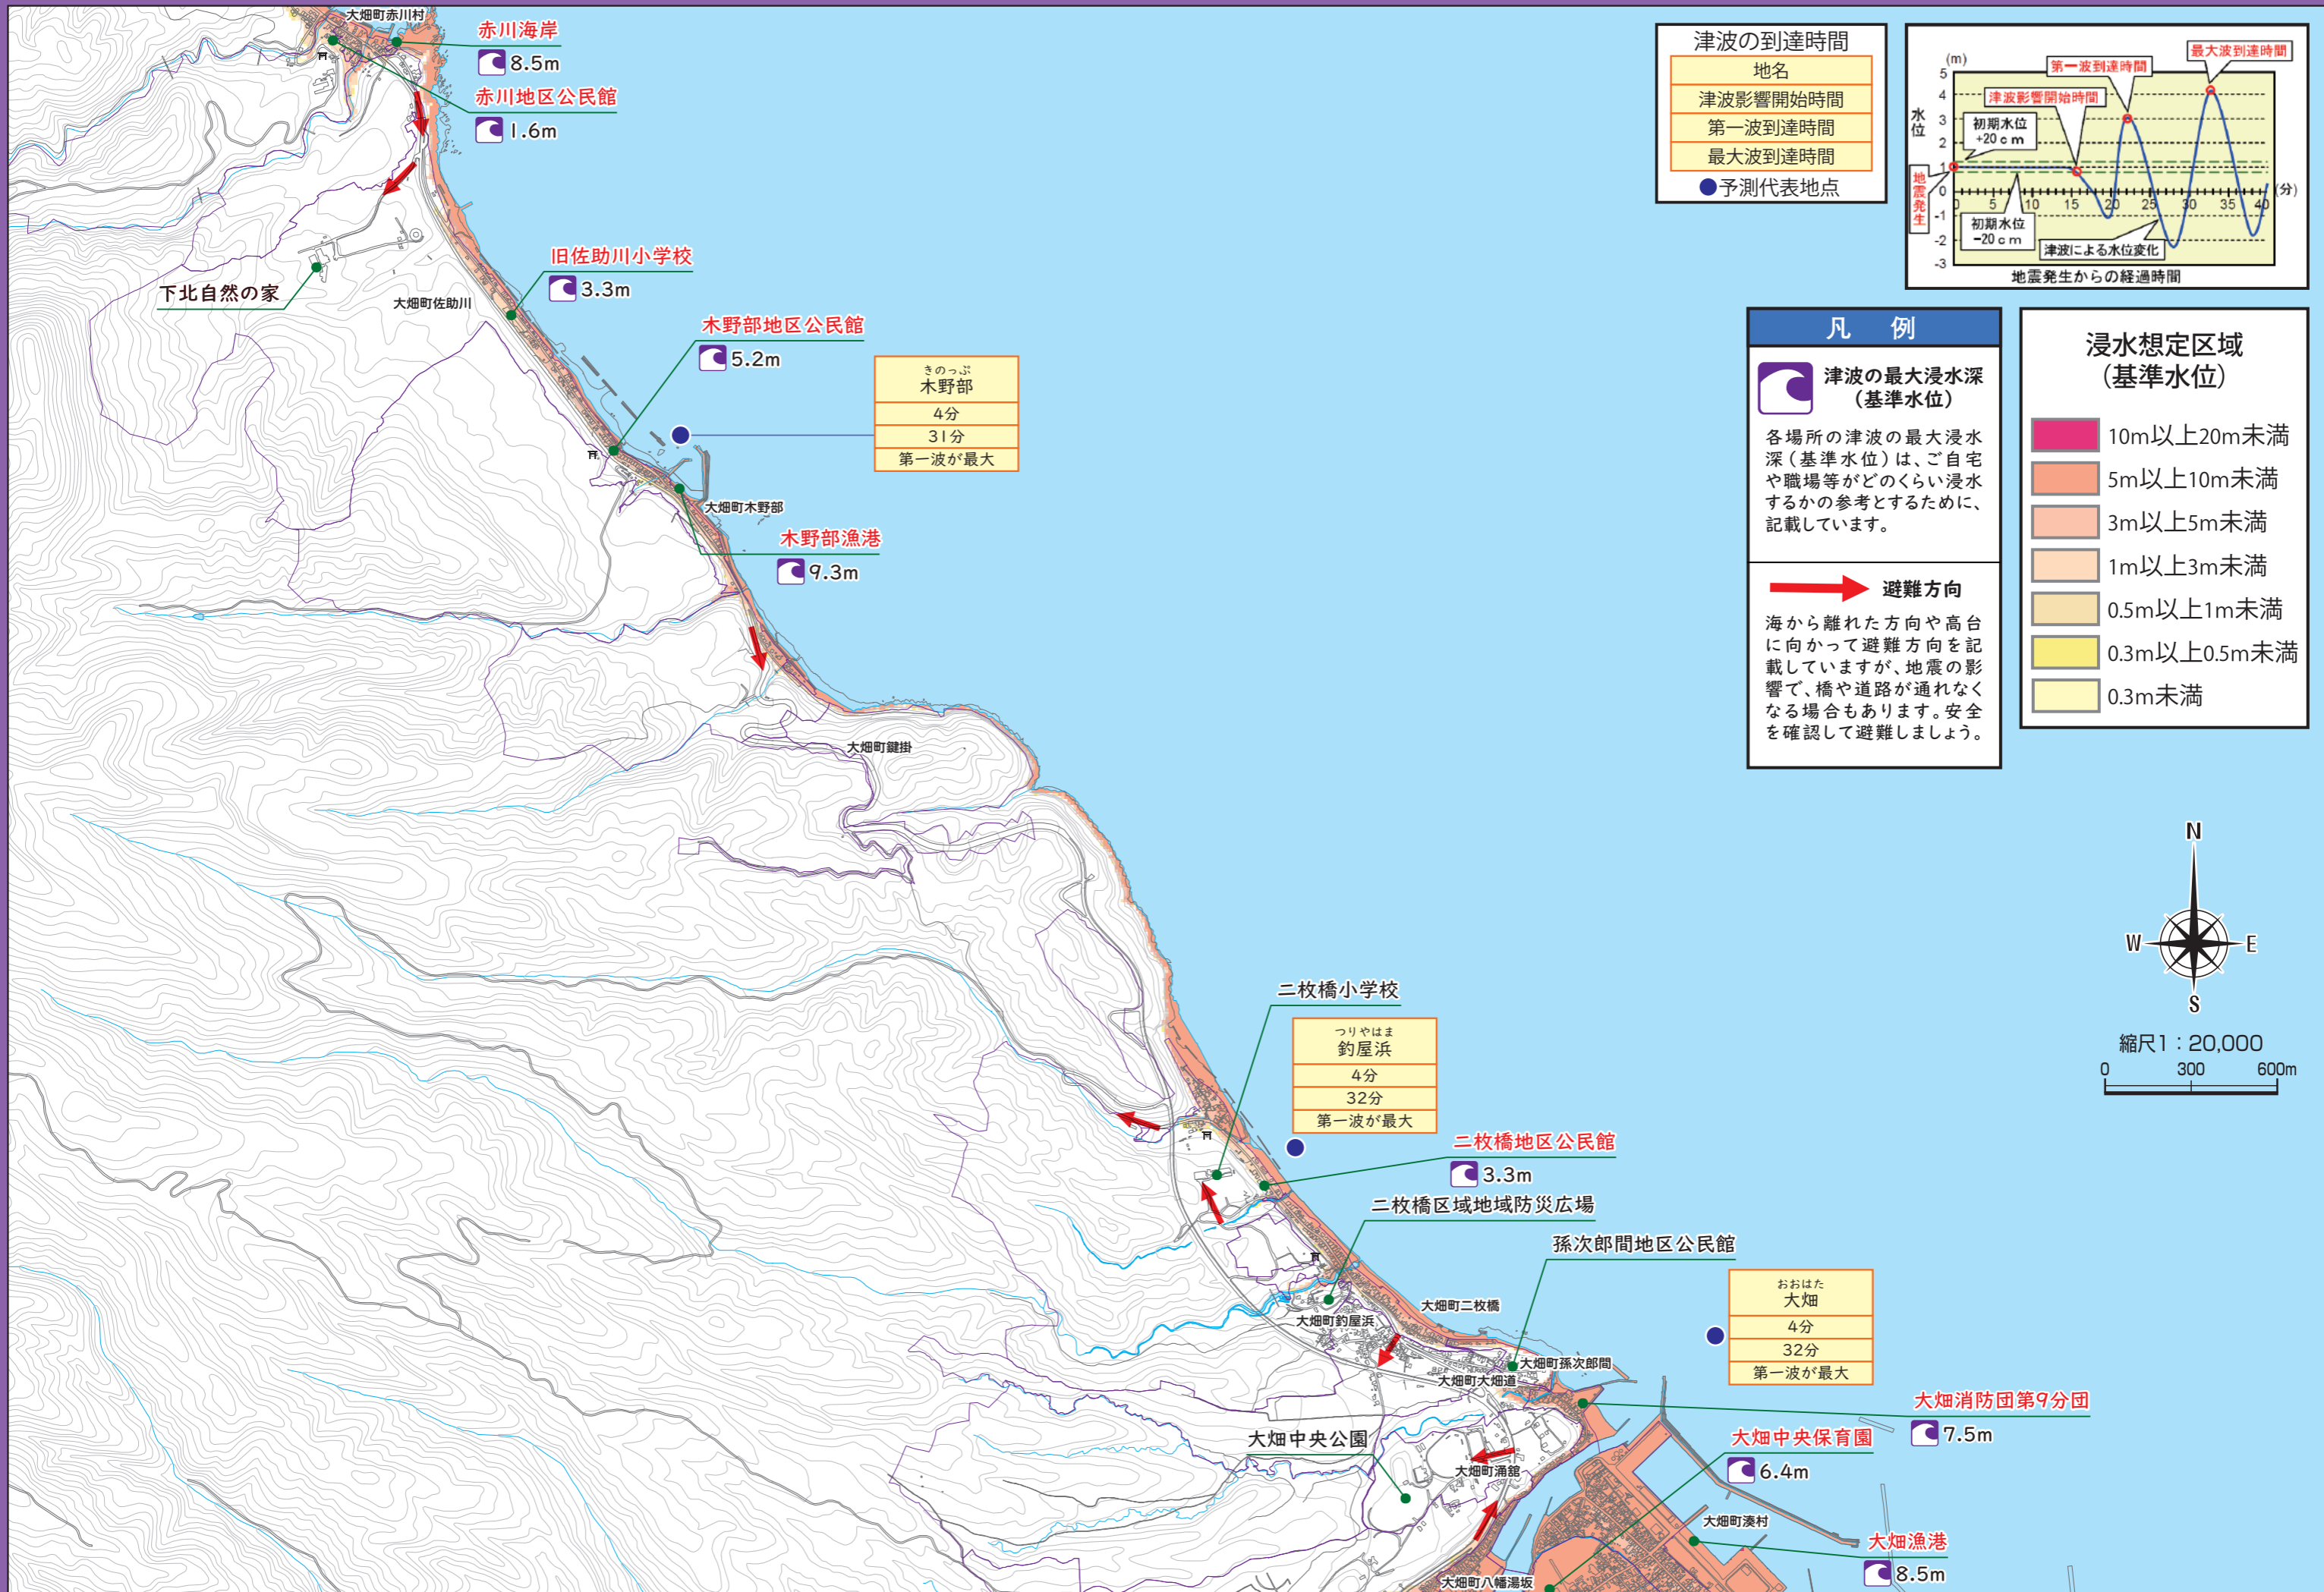 大畑町赤川村
赤川海岸
8.5m
赤川地区公民館
1.6m
下北自然の家
大畑町佐助川
旧佐助川小学校
3.3m
木野部地区公民館
5.2m
きのっぷ
木野部
4分
31分
第一波が最大
大畑町木野部
木野部漁港
9.3m
大畑町鍵掛
津波の到達時間
地名
津波影響開始時間
第一波到達時間
最大波到達時間
●予測代表地点
(m)
5
4
3
2
1
0
-1
-2
-3
水位
地震発生
初期水位
+20cm
津波影響開始時間
第一波到達時間
最大波到達時間
0 5 10 15 20 25 30 35 40 (分)
初期水位
-20cm
津波による水位変化
地震発生からの経過時間
凡 例
津波の最大浸水深
(基準水位)
各場所の津波の最大浸水
深(基準水位)は、ご自宅
や職場等がどのくらい浸水
するかの参考とするために、
記載しています。
避難方向
海から離れた方向や高台
に向かって避難方向を記
載していますが、地震の影
響で、橋や道路が通れなく
なる場合もあります。安全
を確認して避難しましょう。
浸水想定区域
(基準水位)
10m以上20m未満
5m以上10m未満
3m以上5m未満
1m以上3m未満
0.5m以上1m未満
0.3m以上0.5m未満
0.3m未満
N
W
E
S
縮尺1:20,000
0 300 600m
二枚橋小学校
つりやはま
釣屋浜
4分
32分
第一波が最大
二枚橋地区公民館
3.3m
二枚橋区域地域防災広場
孫次郎間地区公民館
大畑町二枚橋
大畑町釣屋浜
おおはた
大畑
4分
32分
第一波が最大
大畑町孫次郎間
大畑町大畑道
大畑消防団第9分団
7.5m
大畑中央公園
大畑中央保育園
6.4m
大畑町涌舘
大畑町湊村
大畑漁港
8.5m
大畑町八幡湯坂